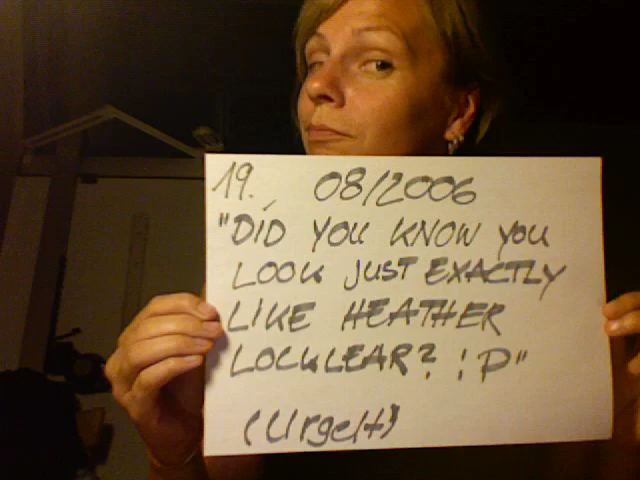 19. 08/2006
"DID YOU KNOW YOU
LOOK JUST EXACTLY
LIKE HEATHER
LOCKLEAR? :P"
(Urgelt)